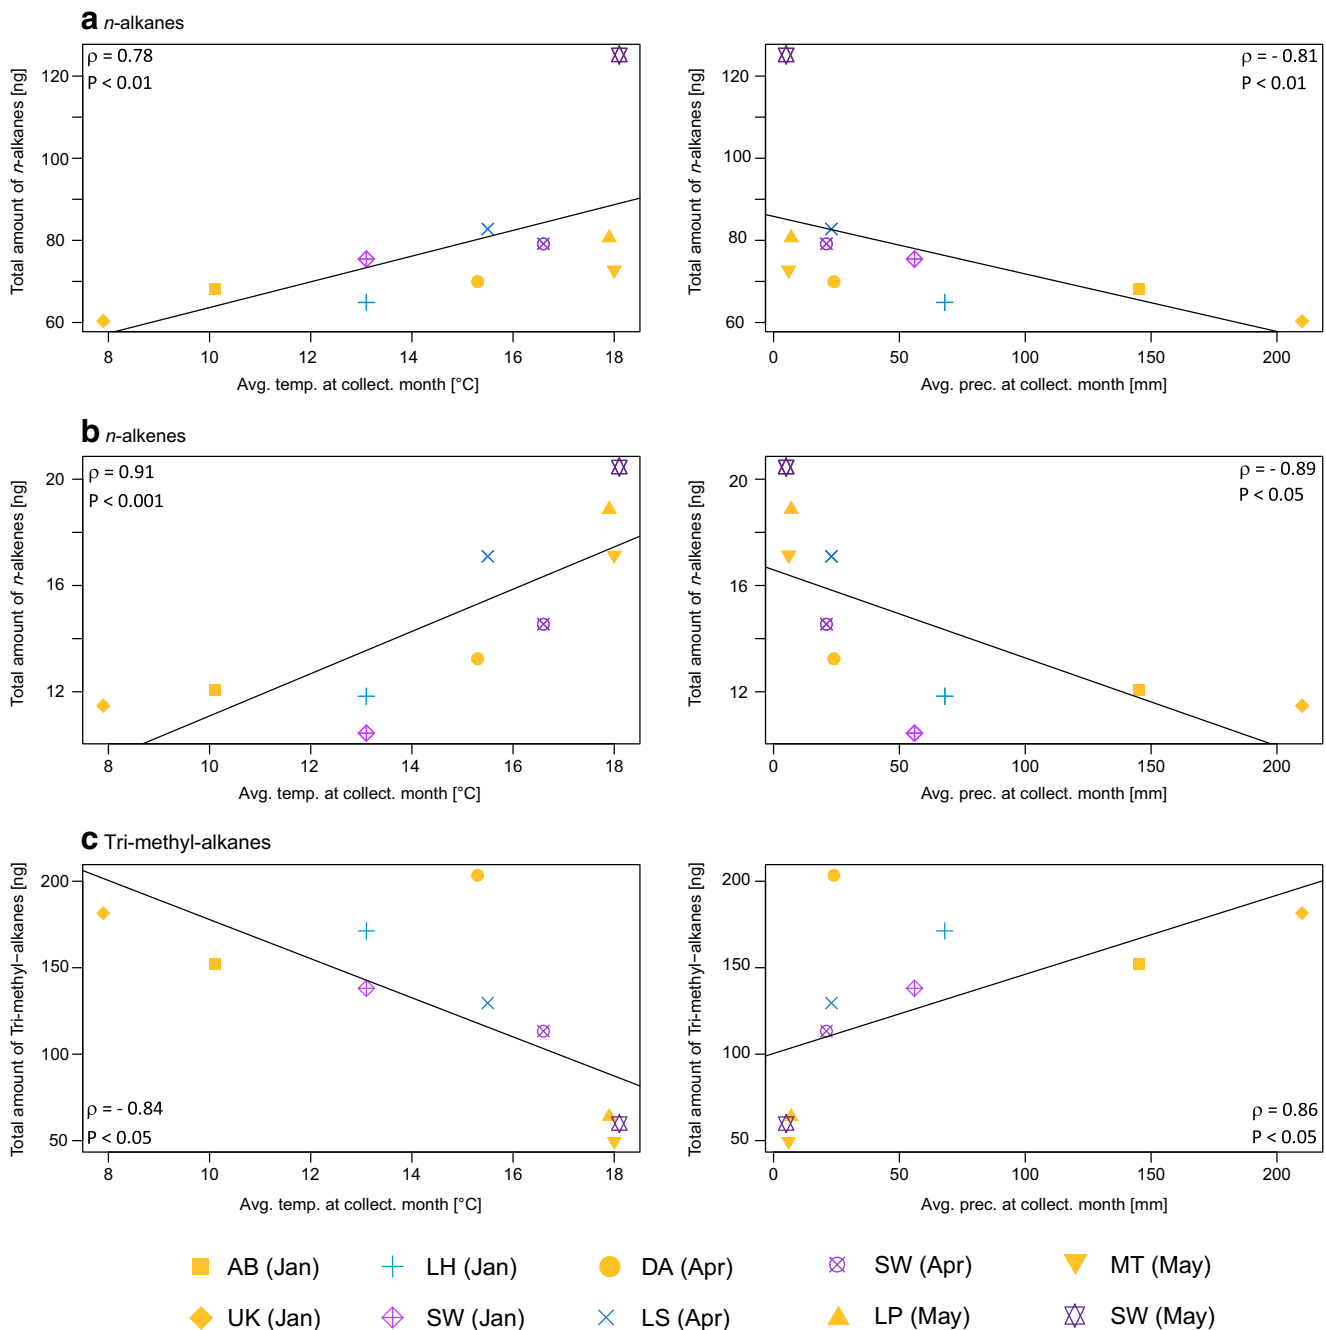 a n-alkanes
ρ = 0.78
P < 0.01
Total amount of n-alkanes [ng]
120
100
80
60
8 10 12 14 16 18
Avg. temp. at collect. month [°C]
ρ = - 0.81
P < 0.01
Total amount of n-alkanes [ng]
120
100
80
60
0 50 100 150 200
Avg. prec. at collect. month [mm]
b n-alkenes
ρ = 0.91
P < 0.001
Total amount of n-alkenes [ng]
20
16
12
8 10 12 14 16 18
Avg. temp. at collect. month [°C]
ρ = - 0.89
P < 0.05
Total amount of n-alkenes [ng]
20
16
12
0 50 100 150 200
Avg. prec. at collect. month [mm]
c Tri-methyl-alkanes
Total amount of Tri-methyl-alkanes [ng]
200
150
100
50
ρ = - 0.84
P < 0.05
8 10 12 14 16 18
Avg. temp. at collect. month [°C]
Total amount of Tri-methyl-alkanes [ng]
200
150
100
50
ρ = 0.86
P < 0.05
0 50 100 150 200
Avg. prec. at collect. month [mm]
AB (Jan) LH (Jan) DA (Apr) SW (Apr) MT (May)
UK (Jan) SW (Jan) LS (Apr) LP (May) SW (May)